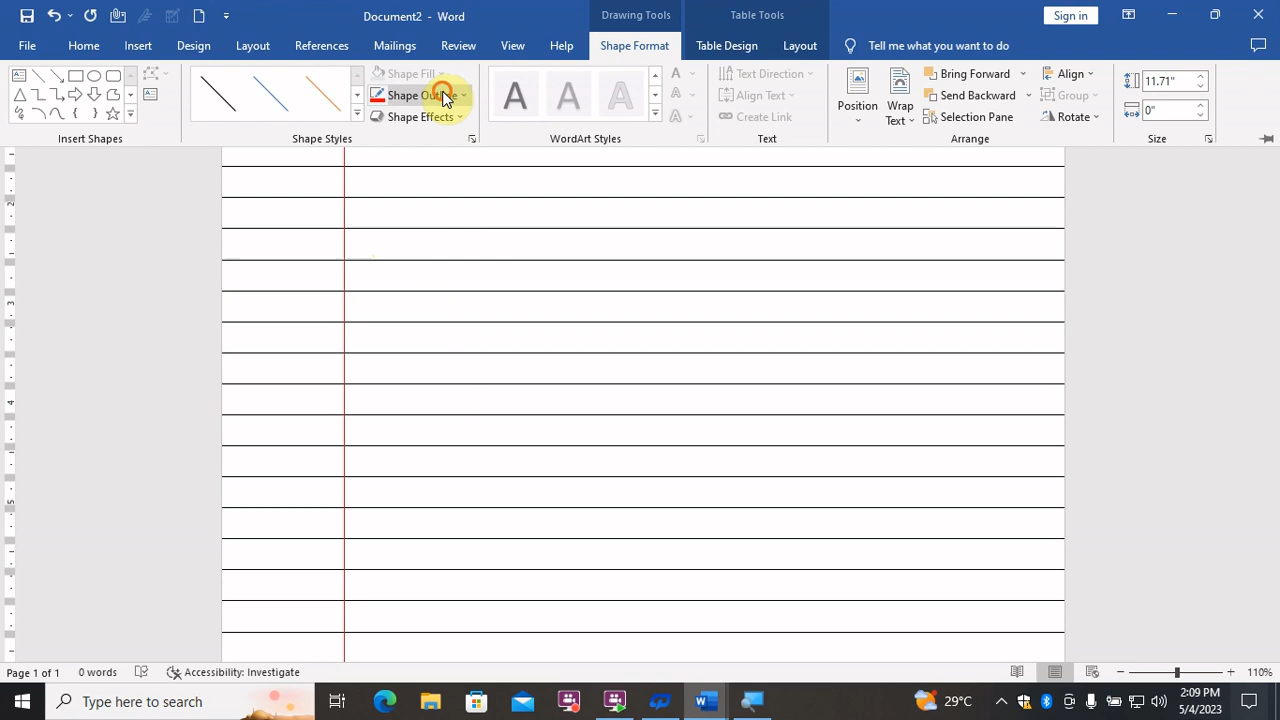 Document2 - Word
Drawing Tools
Table Tools
Sign in
File
Home
Insert
Design
Layout
References
Mailings
Review
View
Help
Shape Format
Table Design
Layout
Tell me what you want to do
Shape Fill
Shape Outline
Shape Effects
A
A
A
Text Direction
Align Text
Create Link
Position
Wrap
Text
Bring Forward
Send Backward
Selection Pane
Align
Group
Rotate
11.71"
0"
Insert Shapes
Shape Styles
WordArt Styles
Text
Arrange
Size
2
3
4
5
Page 1 of 1
0 words
Accessibility: Investigate
110%
Type here to search
29°C
2:09 PM
5/4/2023